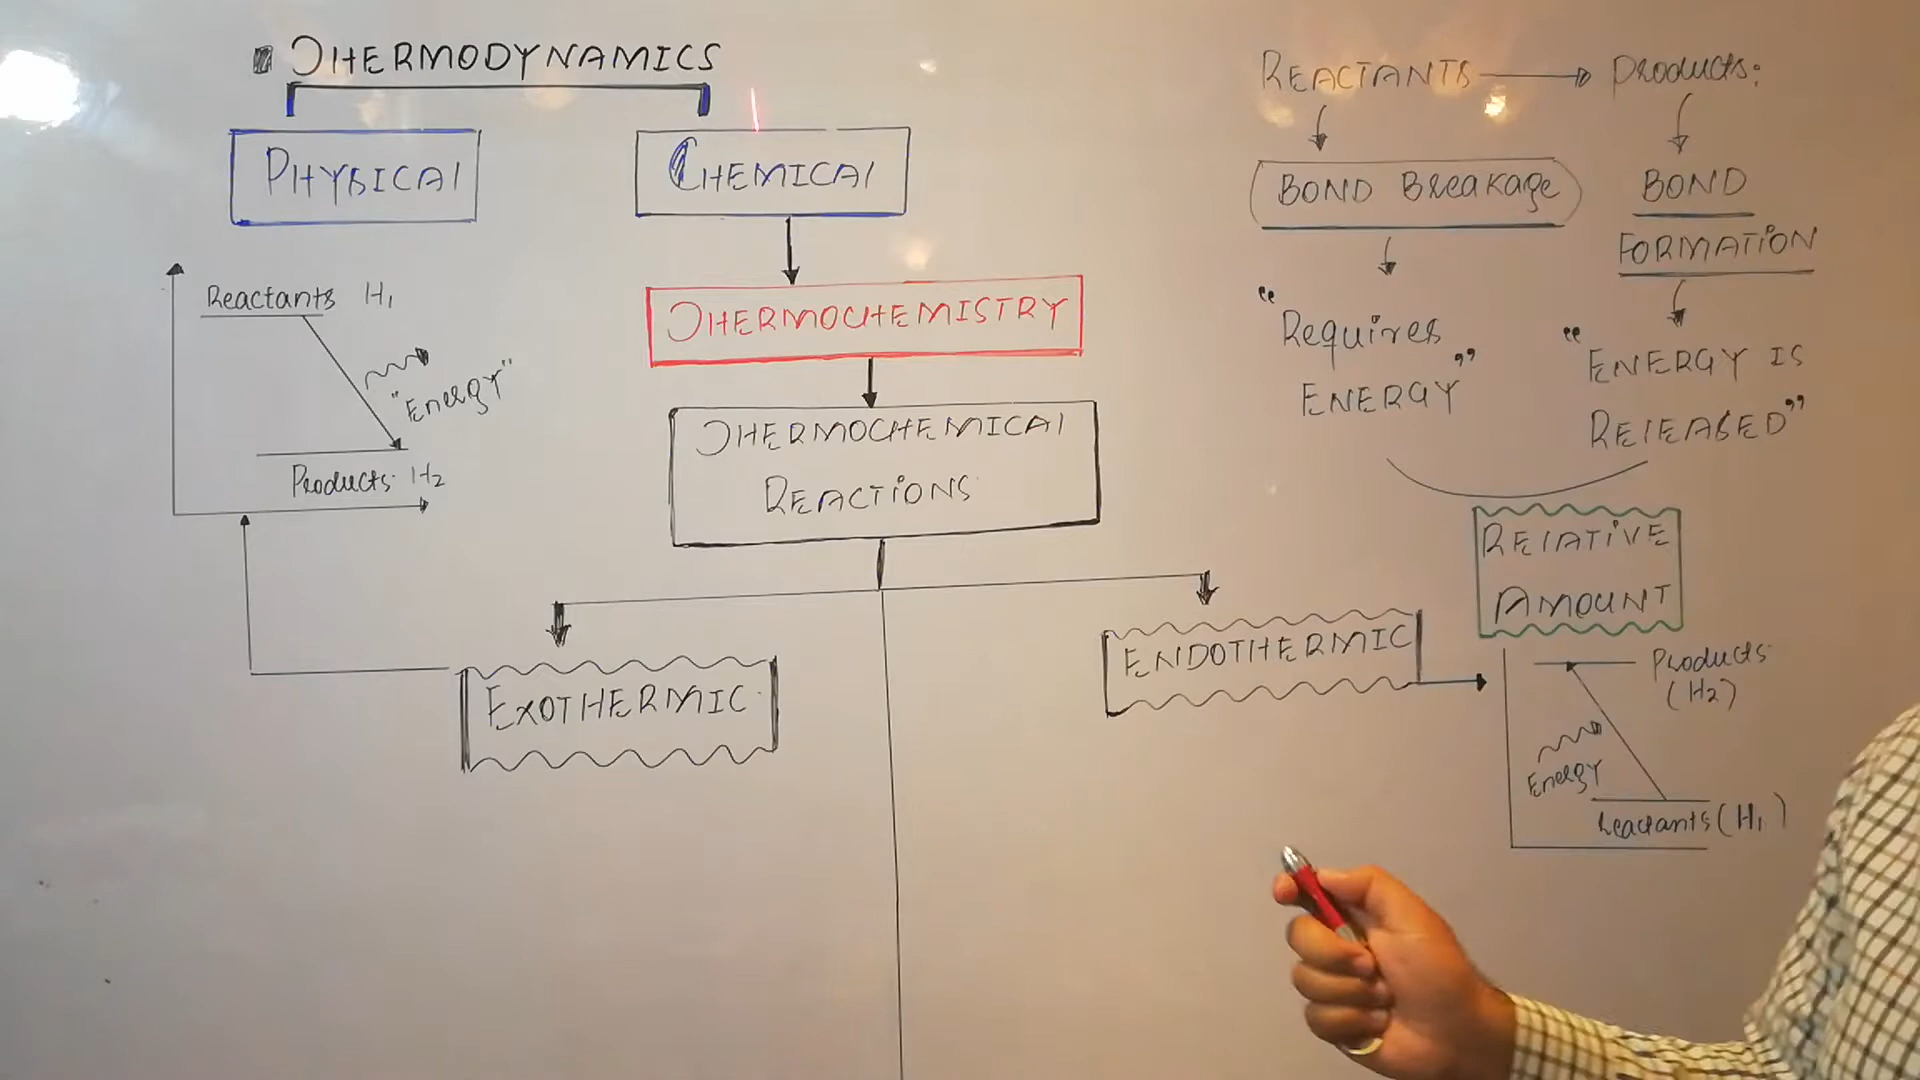 THERMODYNAMICS
PHYSICAl
CHEMICAl
THERMOCHEMISTRY
THERMOCHEMICAl
REACTIONS
Reactants H₁
"Energy"
Products H₂
EXOTHERMIC
ENDOTHERMIC
REACTANTS → Products:
BOND BReaKage
"Requires
ENERGY"
BOND
FORMATION
"ENERGY IS
RElEASED"
RElATIVE
AMOUNT
Products
(H₂)
Energy
Reactants (H₁)